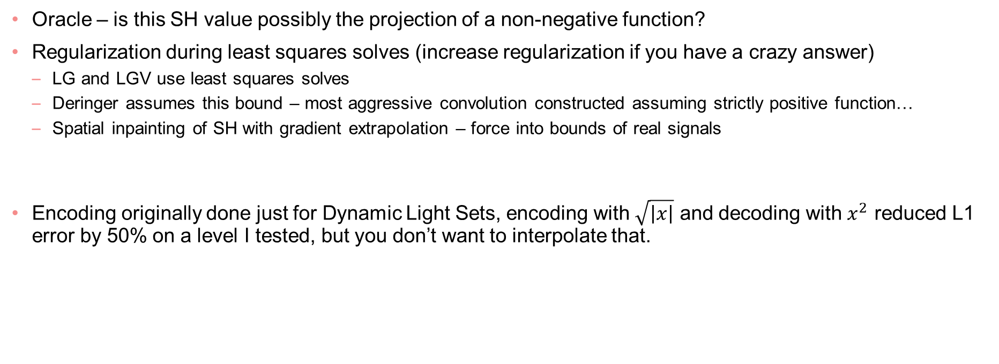 • Oracle – is this SH value possibly the projection of a non-negative function?
• Regularization during least squares solves (increase regularization if you have a crazy answer)
– LG and LGV use least squares solves
– Deringer assumes this bound – most aggressive convolution constructed assuming strictly positive function…
– Spatial inpainting of SH with gradient extrapolation – force into bounds of real signals
• Encoding originally done just for Dynamic Light Sets, encoding with √|x| and decoding with x² reduced L1
error by 50% on a level I tested, but you don’t want to interpolate that.